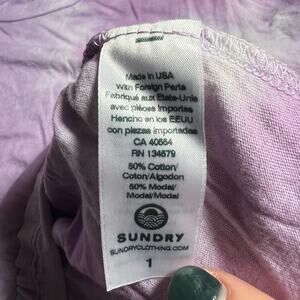 Made in USA
With Foreign Parts
Fabriqué aux Etats-Unis
avec pièces importes
Hencho en los EEUU
con piezas importadas
CA 40554
RN 134579
50% Cotton/
Coton/Algodon
50% Modal/
Modal/Modal
SUNDRY
SUNDRYCLOTHING.COM
1